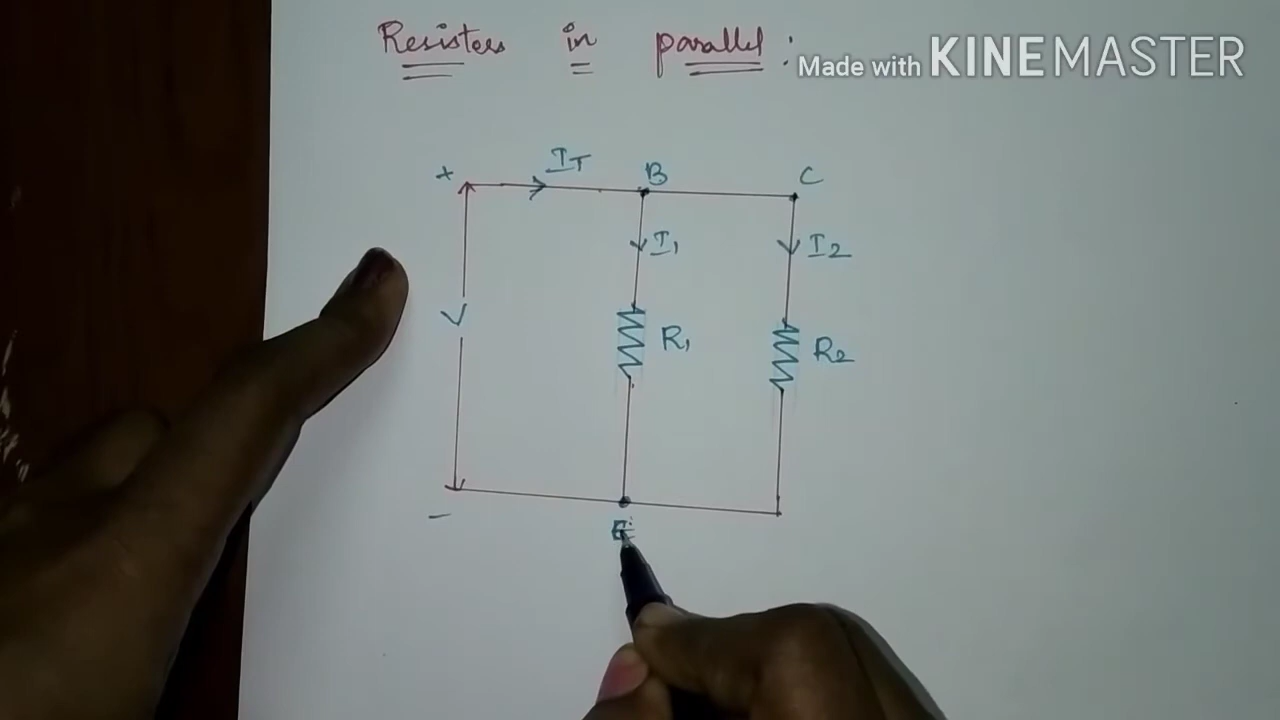 Resisters in parallel:
Made with KINEMASTER
+ IT B C
I1 I2
V
R1 R2
-